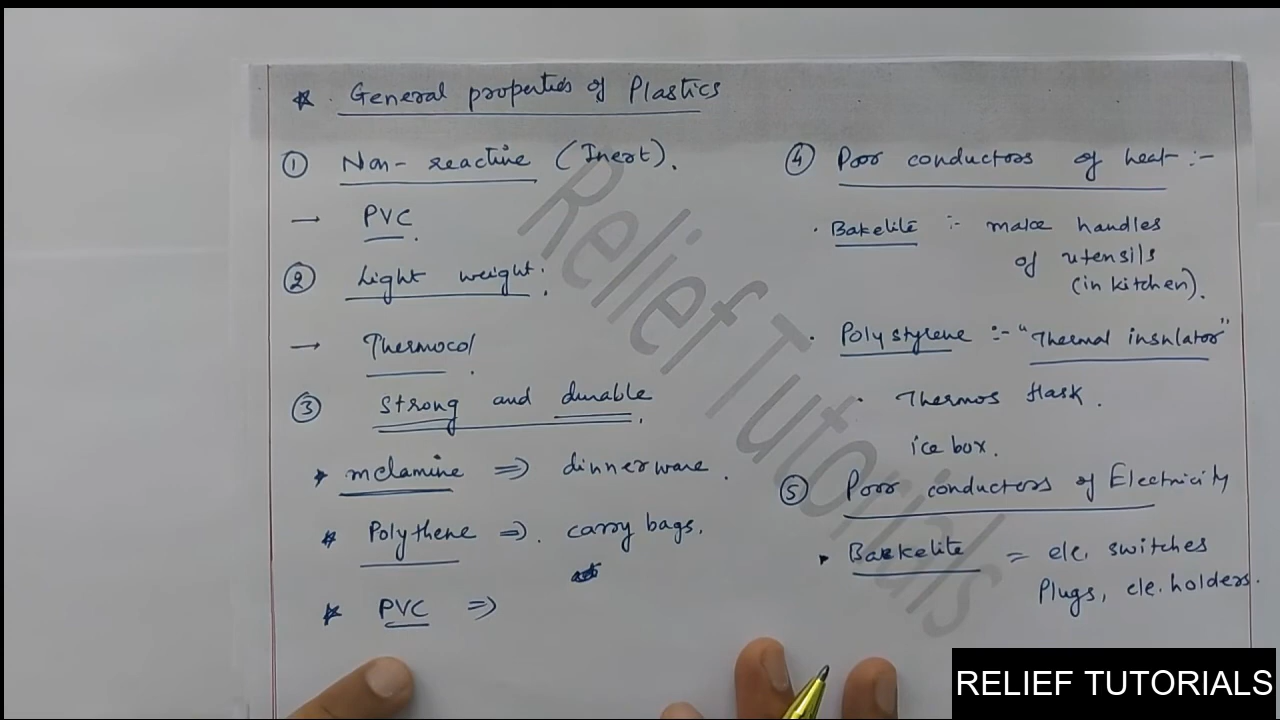 * General properties of Plastics
① Non-reactive (Inert).
→ PVC.
② Light weight:
→ Thermocol.
③ Strong and durable.
* melamine ⇒ dinnerware.
* Polythene ⇒ carry bags.
* PVC ⇒
④ Poor conductors of heat :-
• Bakelite :- make handles
of utensils
(in kitchen).
• Polystyrene :- "Thermal insulator"
• Thermos flask.
ice box.
⑤ Poor conductors of Electricity
• Backelite = ele. switches
Plugs, ele. holders.
Relief Tutorials
RELIEF TUTORIALS